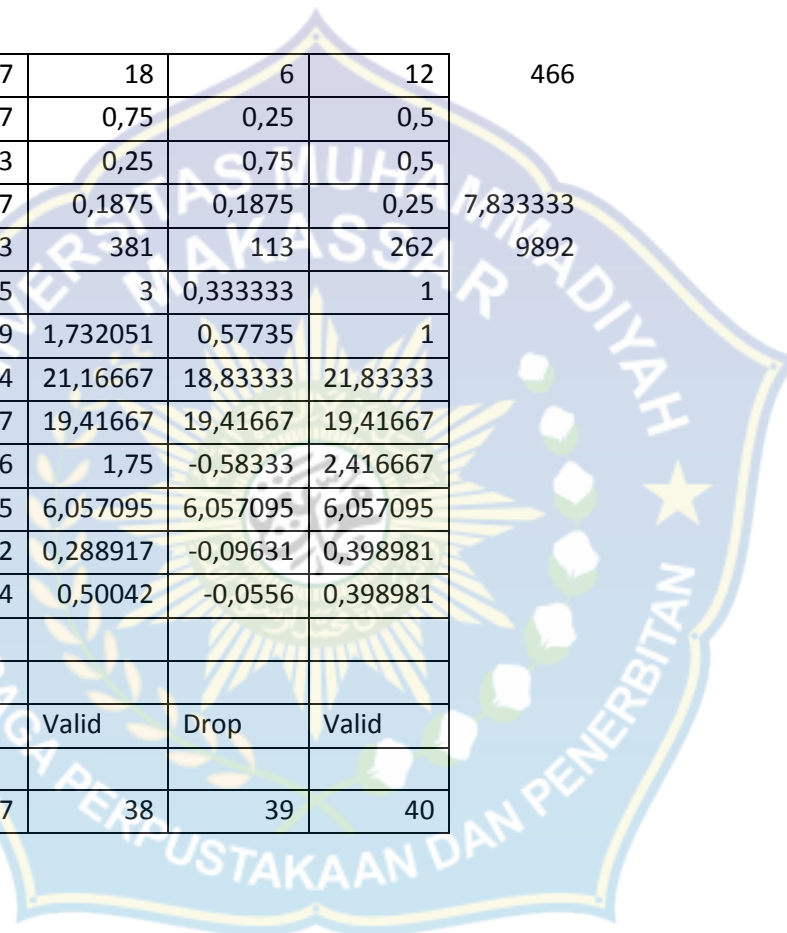 7 18 6 12 466
7 0,75 0,25 0,5
3 0,25 0,75 0,5
7 0,1875 0,1875 0,25 7,833333
3 381 113 262 9892
5 3 0,333333 1
9 1,732051 0,57735 1
4 21,16667 18,83333 21,83333
7 19,41667 19,41667 19,41667
6 1,75 -0,58333 2,416667
5 6,057095 6,057095 6,057095
2 0,288917 -0,09631 0,398981
4 0,50042 -0,0556 0,398981
Valid Drop Valid
7 38 39 40
UNIVERSITAS MUHAMMADIYAH
MAKASSAR
PERPUSTAKAAN DAN PENERBITAN